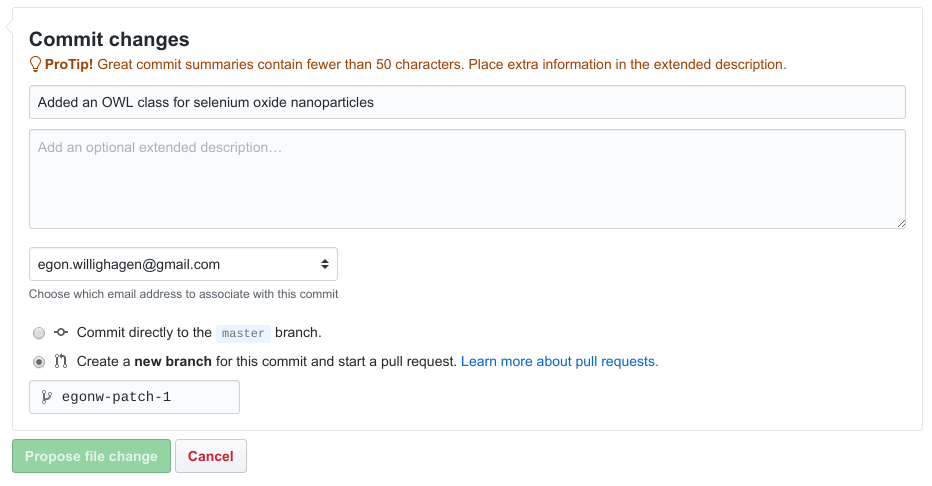 Commit changes
ProTip! Great commit summaries contain fewer than 50 characters. Place extra information in the extended description.
Added an OWL class for selenium oxide nanoparticles
Add an optional extended description…
egon.willighagen@gmail.com
Choose which email address to associate with this commit
Commit directly to the master branch.
Create a new branch for this commit and start a pull request. Learn more about pull requests.
egonw-patch-1
Propose file change Cancel